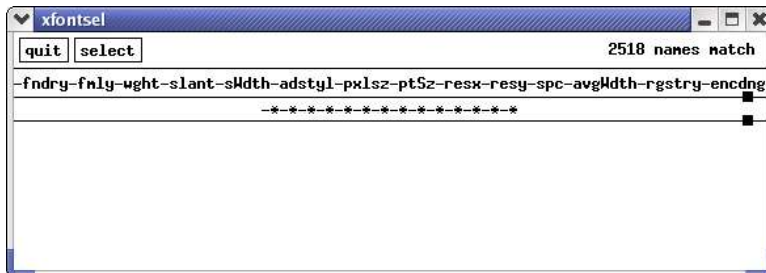 xfontsel
quit select 2518 names match
-fndry-fmly-wght-slant-sWdth-adstyl-pxlsz-ptSz-resx-resy-spc-avgWdth-rgstry-encdng
-*-*-*-*-*-*-*-*-*-*-*-*-*-*